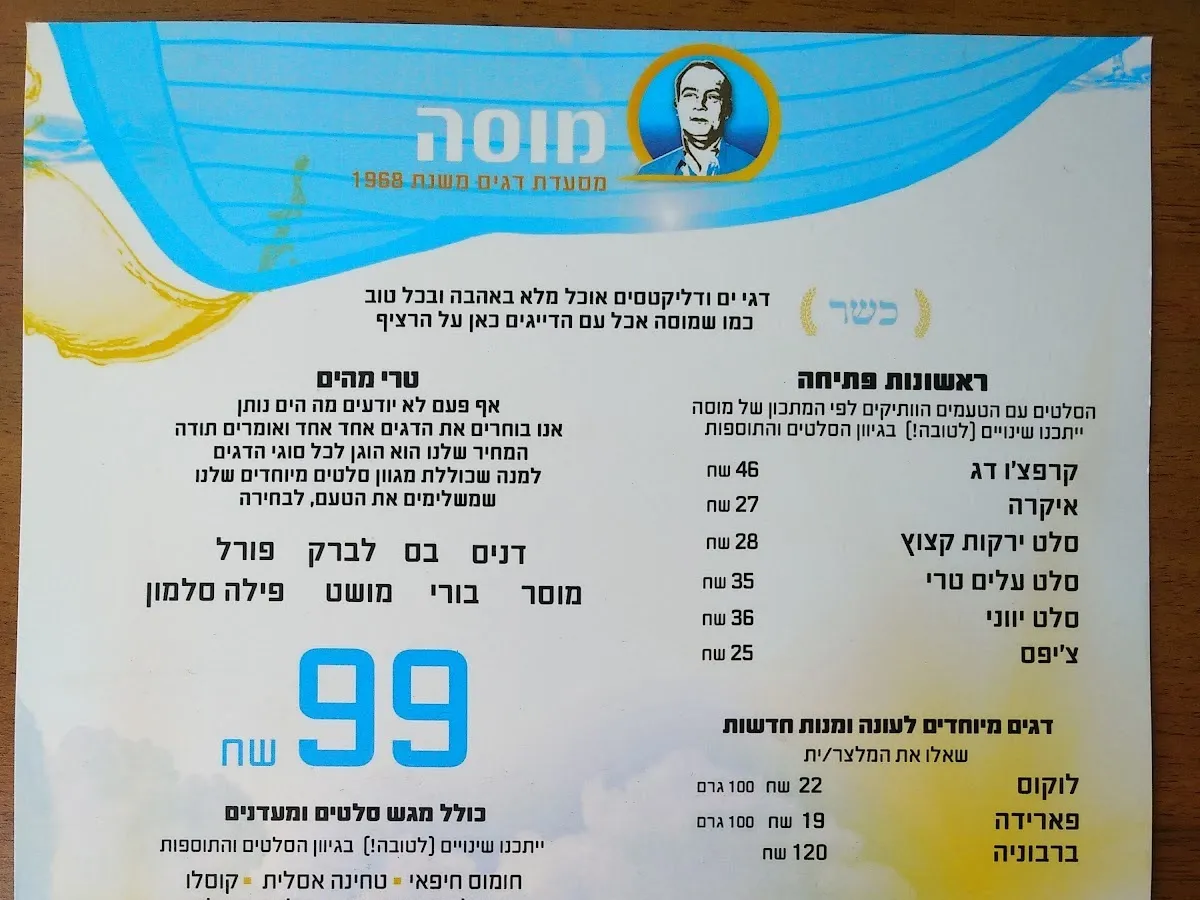 מוסה
מסעדת דגים משנת 1968
דגי ים ודליקטסים אוכל מלא באהבה ובכל טוב
כמו שמוסה אכל עם הדייגים כאן על הרציף
כשר
ראשונות פתיחה
הסלטים עם הטעמים הוותיקים לפי המתכון של מוסה
ייתכנו שינויים (לטובה!) בגיוון הסלטים והתוספות
קרפצ'ו דג 46 שח
איקרה 27 שח
סלט ירקות קצוץ 28 שח
סלט עלים טרי 35 שח
סלט יווני 36 שח
צ'יפס 25 שח
דגים מיוחדים לעונה ומנות חדשות
שאלו את המלצר/ית
לוקוס 22 שח 100 גרם
פארידה 19 שח 100 גרם
ברבוניה 120 שח
טרי מהים
אף פעם לא יודעים מה הים נותן
אנו בוחרים את הדגים אחד אחד ואומרים תודה
המחיר שלנו הוא הוגן לכל סוגי הדגים
למנה שכוללת מגוון סלטים מיוחדים שלנו
שמשלימים את הטעם, לבחירה
דניס בס לברק פורל
מוסר בורי מושט פילה סלמון
99 שח
כולל מגש סלטים ומעדנים
ייתכנו שינויים (לטובה!) בגיוון הסלטים והתוספות
חומוס חיפאי ▪ טחינה אסלית ▪ קוסלו